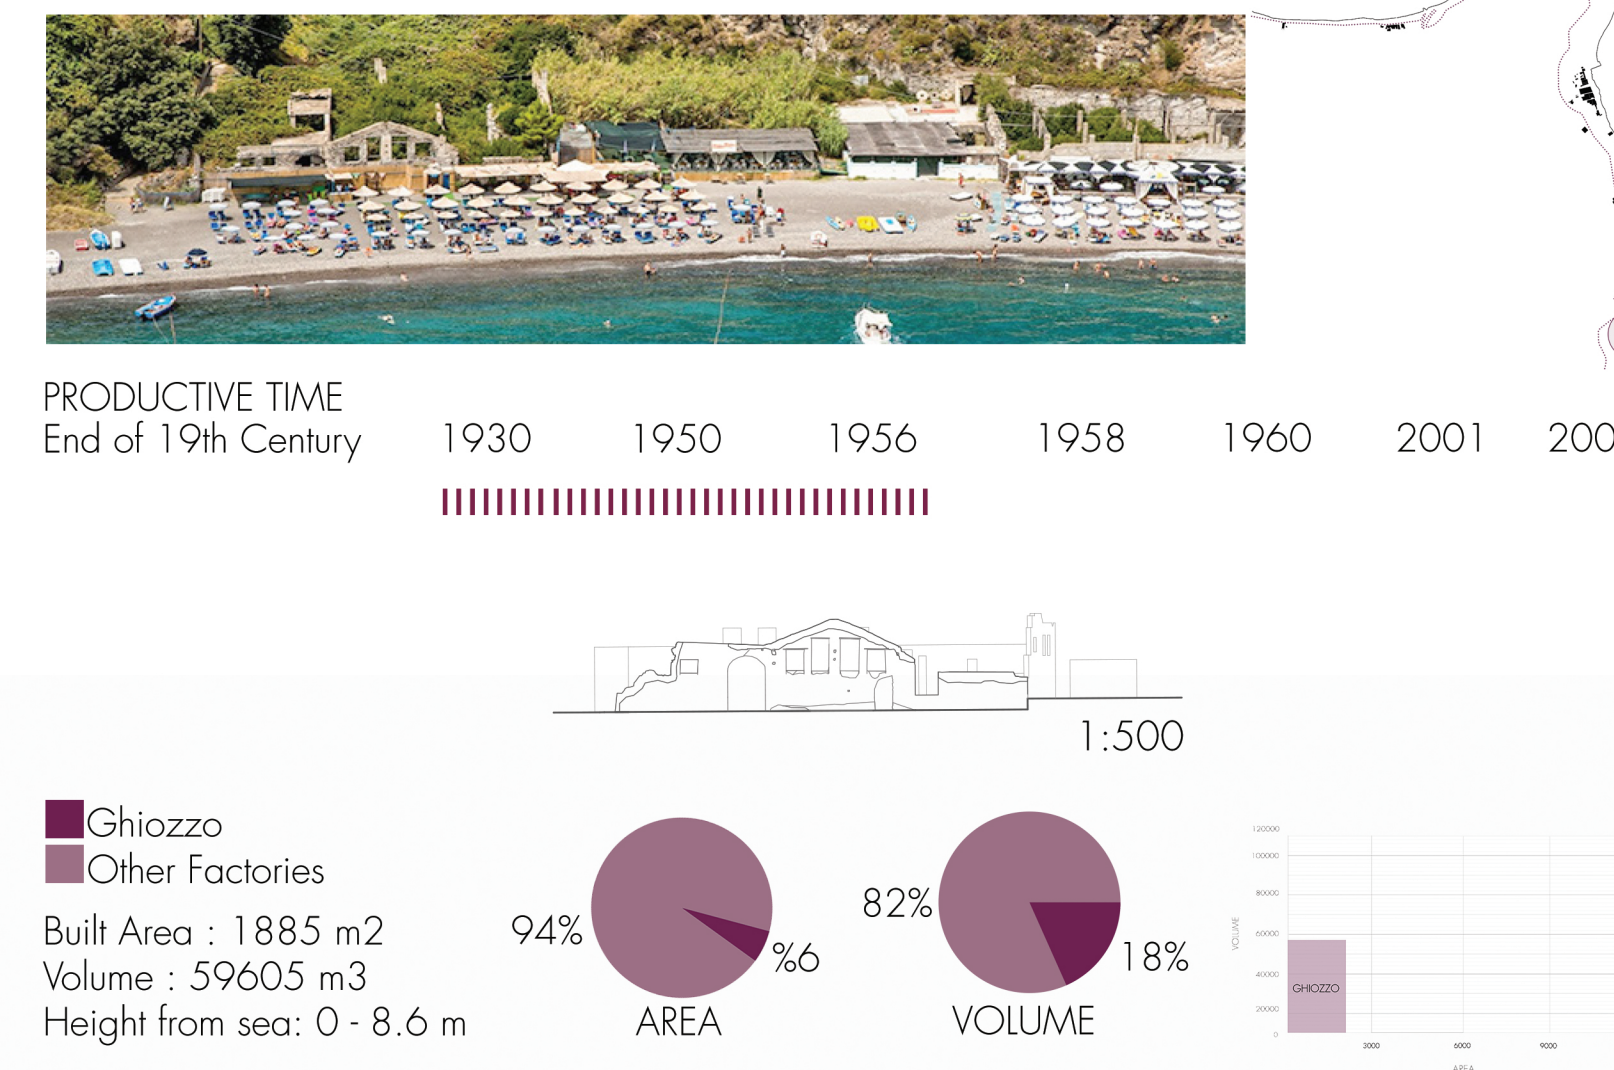 PRODUCTIVE TIME
End of 19th Century 1930 1950 1956 1958 1960 2001 200
1:500
Ghiozzo
Other Factories
Built Area : 1885 m2
Volume : 59605 m3
Height from sea: 0 - 8.6 m
94%
%6
AREA
82%
18%
VOLUME
120000
100000
80000
60000
40000
20000
0
VOLUME
GHIOZZO
3000 6000 9000
AREA